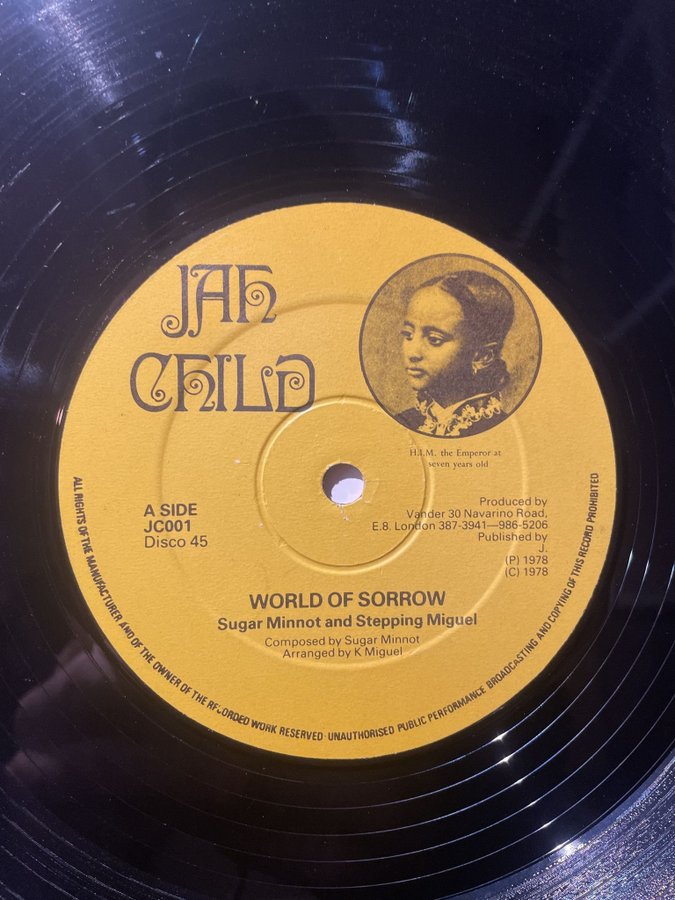 JAH
CHILD
H.I.M. the Emperor at
seven years old
A SIDE
JC001
Disco 45
Produced by
Vander 30 Navarino Road,
E.8. London 387-3941—986-5206
Published by
J.
(P) 1978
(C) 1978
WORLD OF SORROW
Sugar Minnot and Stepping Miguel
Composed by Sugar Minnot
Arranged by K Miguel
ALL RIGHTS OF THE MANUFACTURER AND OF THE OWNER OF THE RECORDED WORK RESERVED · UNAUTHORISED PUBLIC PERFORMANCE BROADCASTING AND COPYING OF THIS RECORD PROHIBITED